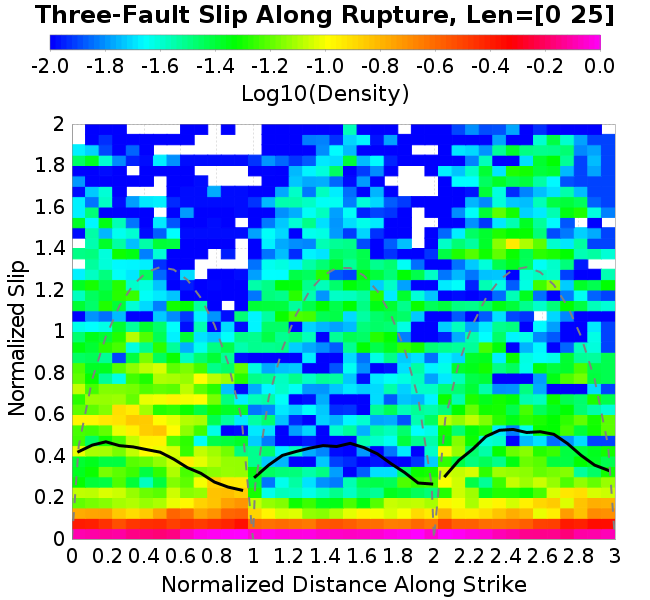 Three-Fault Slip Along Rupture, Len=[0 25]
-2.0 -1.8 -1.6 -1.4 -1.2 -1.0 -0.8 -0.6 -0.4 -0.2 0.0
Log10(Density)
2
1.8
1.6
1.4
1.2
1
0.8
0.6
0.4
0.2
0
Normalized Slip
0 0.2 0.4 0.6 0.8 1 1.2 1.4 1.6 1.8 2 2.2 2.4 2.6 2.8 3
Normalized Distance Along Strike